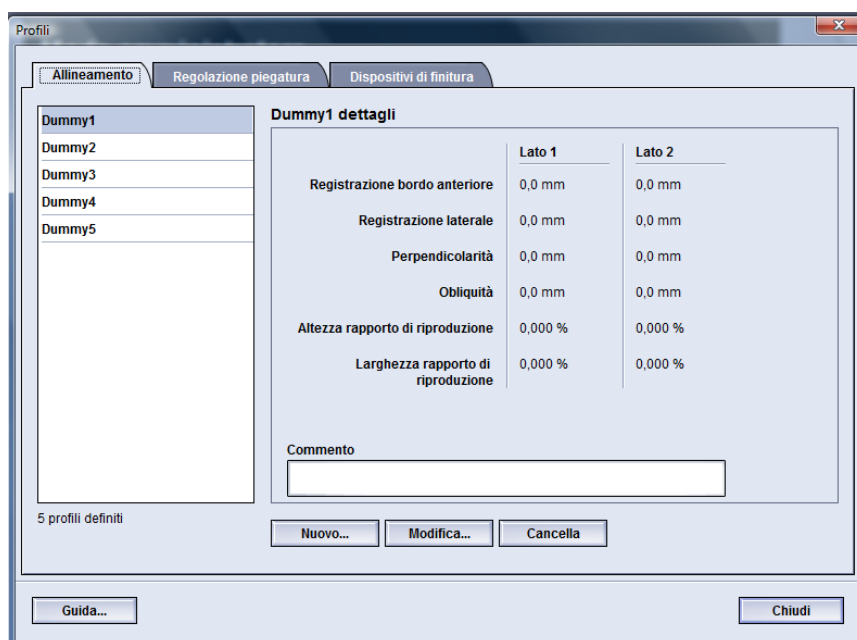 Profili
Allineamento
Regolazione piegatura
Dispositivi di finitura
Dummy1
Dummy2
Dummy3
Dummy4
Dummy5
5 profili definiti
Dummy1 dettagli
Lato 1 Lato 2
Registrazione bordo anteriore 0,0 mm 0,0 mm
Registrazione laterale 0,0 mm 0,0 mm
Perpendicolarità 0,0 mm 0,0 mm
Obliquità 0,0 mm 0,0 mm
Altezza rapporto di riproduzione 0,000 % 0,000 %
Larghezza rapporto di 0,000 % 0,000 %
riproduzione
Commento
Nuovo...
Modifica...
Cancella
Guida...
Chiudi